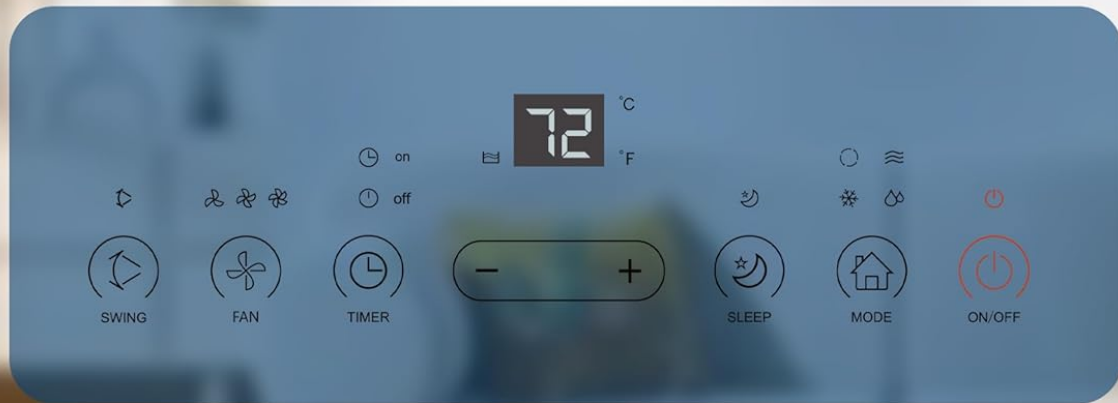 72 °C
°F
on
off
− +
SWING
FAN
TIMER
SLEEP
MODE
ON/OFF